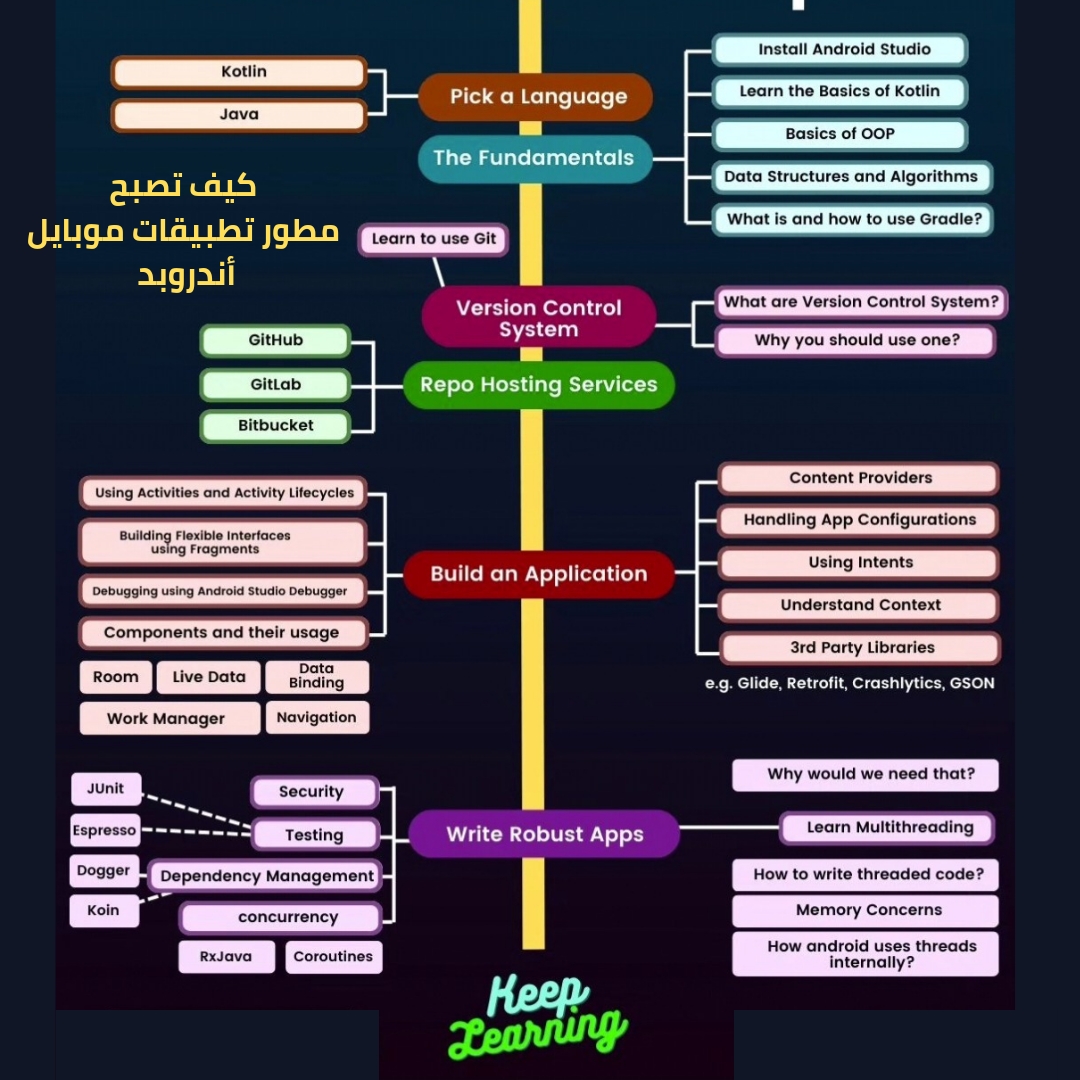 Kotlin
Java
Pick a Language
Install Android Studio
Learn the Basics of Kotlin
Basics of OOP
Data Structures and Algorithms
What is and how to use Gradle?
The Fundamentals
كيف تصبح
مطور تطبيقات موبايل
أندروبد
Learn to use Git
Version Control
System
What are Version Control System?
Why you should use one?
GitHub
GitLab
Bitbucket
Repo Hosting Services
Using Activities and Activity Lifecycles
Building Flexible Interfaces
using Fragments
Debugging using Android Studio Debugger
Components and their usage
Room
Live Data
Data
Binding
Work Manager
Navigation
Build an Application
Content Providers
Handling App Configurations
Using Intents
Understand Context
3rd Party Libraries
e.g. Glide, Retrofit, Crashlytics, GSON
JUnit
Espresso
Dogger
Koin
Security
Testing
Dependency Management
concurrency
RxJava
Coroutines
Write Robust Apps
Why would we need that?
Learn Multithreading
How to write threaded code?
Memory Concerns
How android uses threads
internally?
Keep
Learning